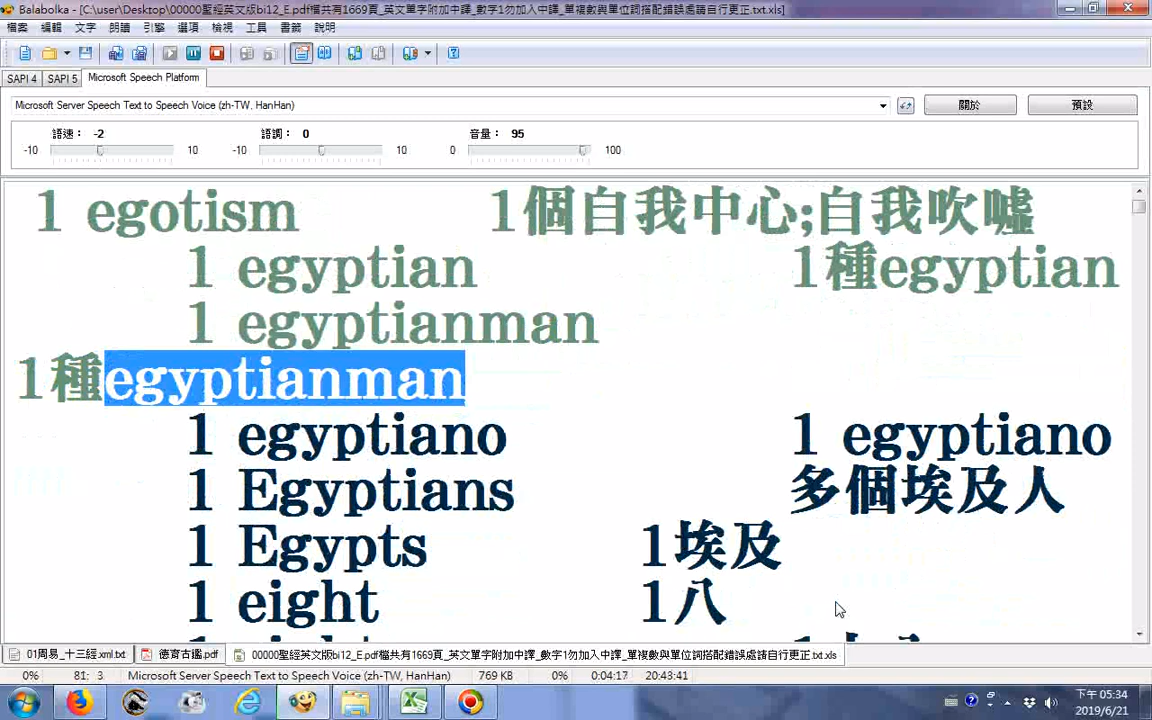 Balabolka - [C:\user\Desktop\00000聖經英文版bi12_E.pdf檔共有1669頁_英文單字附加中譯_數字1勿加入中譯_單複數與單位詞搭配錯誤處請自行更正.txt.xls]
檔案 編輯 文字 朗讀 引擎 選項 檢視 工具 書籤 說明
SAPI 4 SAPI 5 Microsoft Speech Platform
Microsoft Server Speech Text to Speech Voice (zh-TW, HanHan) 關於 預設
語速： -2 語調： 0 音量： 95
-10 10 -10 10 0 100
1 egotism 1個自我中心;自我吹噓
1 egyptian 1種egyptian
1 egyptianman
1種egyptianman
1 egyptiano 1 egyptiano
1 Egyptians 多個埃及人
1 Egypts 1埃及
1 eight 1八
01周易_十三經.xml.txt 德育古鑑.pdf 00000聖經英文版bi12_E.pdf檔共有1669頁_英文單字附加中譯_數字1勿加入中譯_單複數與單位詞搭配錯誤處請自行更正.txt.xls
0% 81: 3 Microsoft Server Speech Text to Speech Voice (zh-TW, HanHan) 769 KB 0% 0:04:17 20:43:41
下午 05:34
2019/6/21